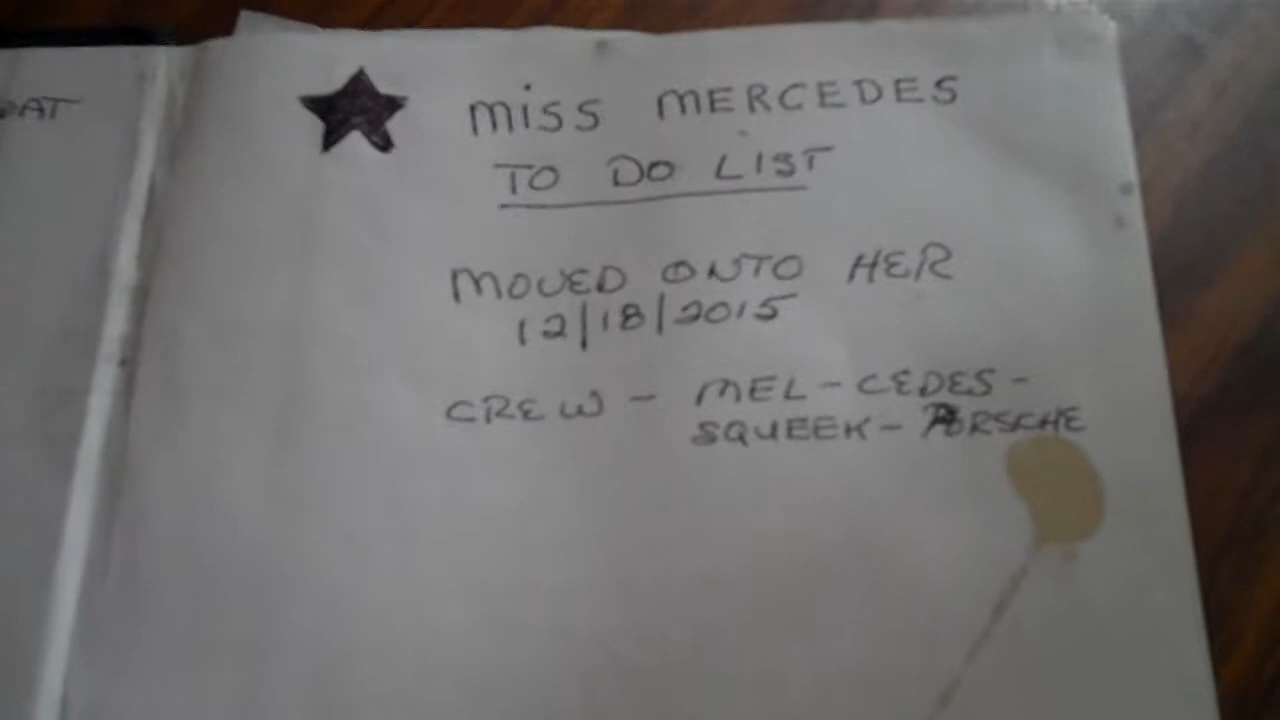 MISS MERCEDES
TO DO LIST
MOVED ONTO HER
12/18/2015
CREW - MEL - CEDES -
SQUEEK - PORSCHE